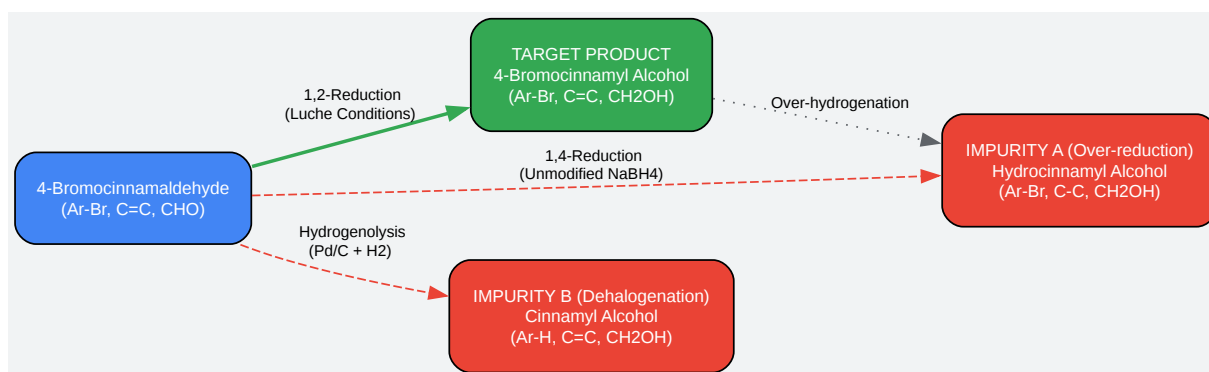 TARGET PRODUCT
4-Bromocinnamyl Alcohol
(Ar-Br, C=C, CH2OH)
1,2-Reduction
(Luche Conditions)
Over-hydrogenation
IMPURITY A (Over-reduction)
Hydrocinnamyl Alcohol
(Ar-Br, C-C, CH2OH)
1,4-Reduction
(Unmodified NaBH4)
4-Bromocinnamaldehyde
(Ar-Br, C=C, CHO)
Hydrogenolysis
(Pd/C + H2)
IMPURITY B (Dehalogenation)
Cinnamyl Alcohol
(Ar-H, C=C, CH2OH)